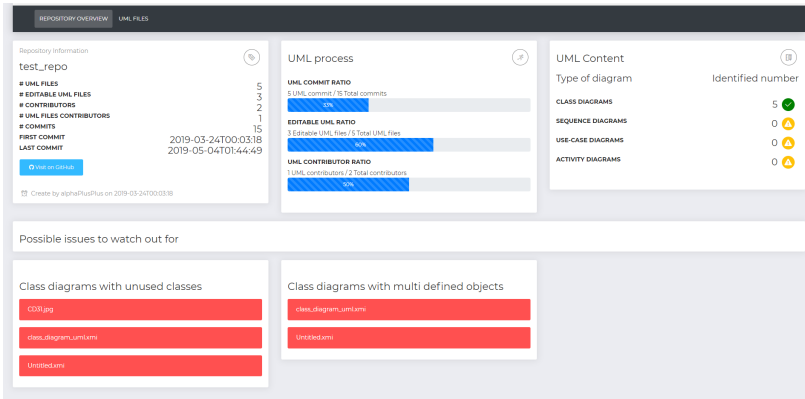 REPOSITORY OVERVIEW UML FILES
Repository Information
test_repo
# UML FILES 5
# EDITABLE UML FILES 3
# CONTRIBUTORS 2
# UML FILES CONTRIBUTORS 1
# COMMITS 15
FIRST COMMIT 2019-03-24T00:03:18
LAST COMMIT 2019-05-04T01:44:49
Visit on GitHub
Create by alphaPlusPlus on 2019-03-24T00:03:18
UML process
UML COMMIT RATIO
5 UML commit / 15 Total commits
33%
EDITABLE UML RATIO
3 Editable UML files / 5 Total UML files
60%
UML CONTRIBUTOR RATIO
1 UML contributors / 2 Total contributors
50%
UML Content
Type of diagram Identified number
CLASS DIAGRAMS 5
SEQUENCE DIAGRAMS 0
USE-CASE DIAGRAMS 0
ACTIVITY DIAGRAMS 0
Possible issues to watch out for
Class diagrams with unused classes
CD31.jpg
class_diagram_uml.xmi
Untitled.xmi
Class diagrams with multi defined objects
class_diagram_uml.xmi
Untitled.xmi